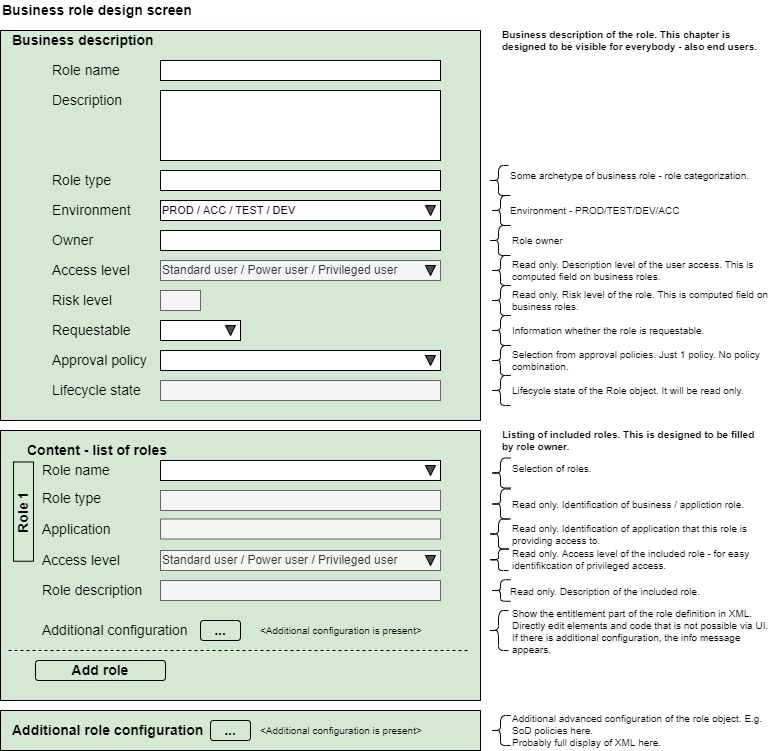 Business role design screen
Business description
Business description of the role. This chapter is
designed to be visible for everybody - also end users.
Role name
Description
Role type
Some archetype of business role - role categorization.
Environment
PROD / ACC / TEST / DEV
Environment - PROD/TEST/DEV/ACC
Owner
Role owner
Access level
Standard user / Power user / Privileged user
Read only. Description level of the user access. This is
computed field on business roles.
Risk level
Read only. Risk level of the role. This is computed field on
business roles.
Requestable
Information whether the role is requestable.
Approval policy
Selection from approval policies. Just 1 policy. No policy
combination.
Lifecycle state
Lifecycle state of the Role object. It will be read only.
Content - list of roles
Listing of included roles. This is designed to be filled
by role owner.
Role 1
Role name
Selection of roles.
Role type
Read only. Identification of business / appliction role.
Application
Read only. Identification of application that this role is
providing access to.
Access level
Standard user / Power user / Privileged user
Read only. Access level of the included role - for easy
identifikcation of privileged access.
Role description
Read only. Description of the included role.
Additional configuration
...
<Additional configuration is present>
Show the entitlement part of the role definition in XML.
Directly edit elements and code that is not possible via UI.
If there is additional configuration, the info message
appears.
Add role
Additional role configuration
...
<Additional configuration is present>
Additional advanced configuration of the role object. E.g.
SoD policies here.
Probably full display of XML here.